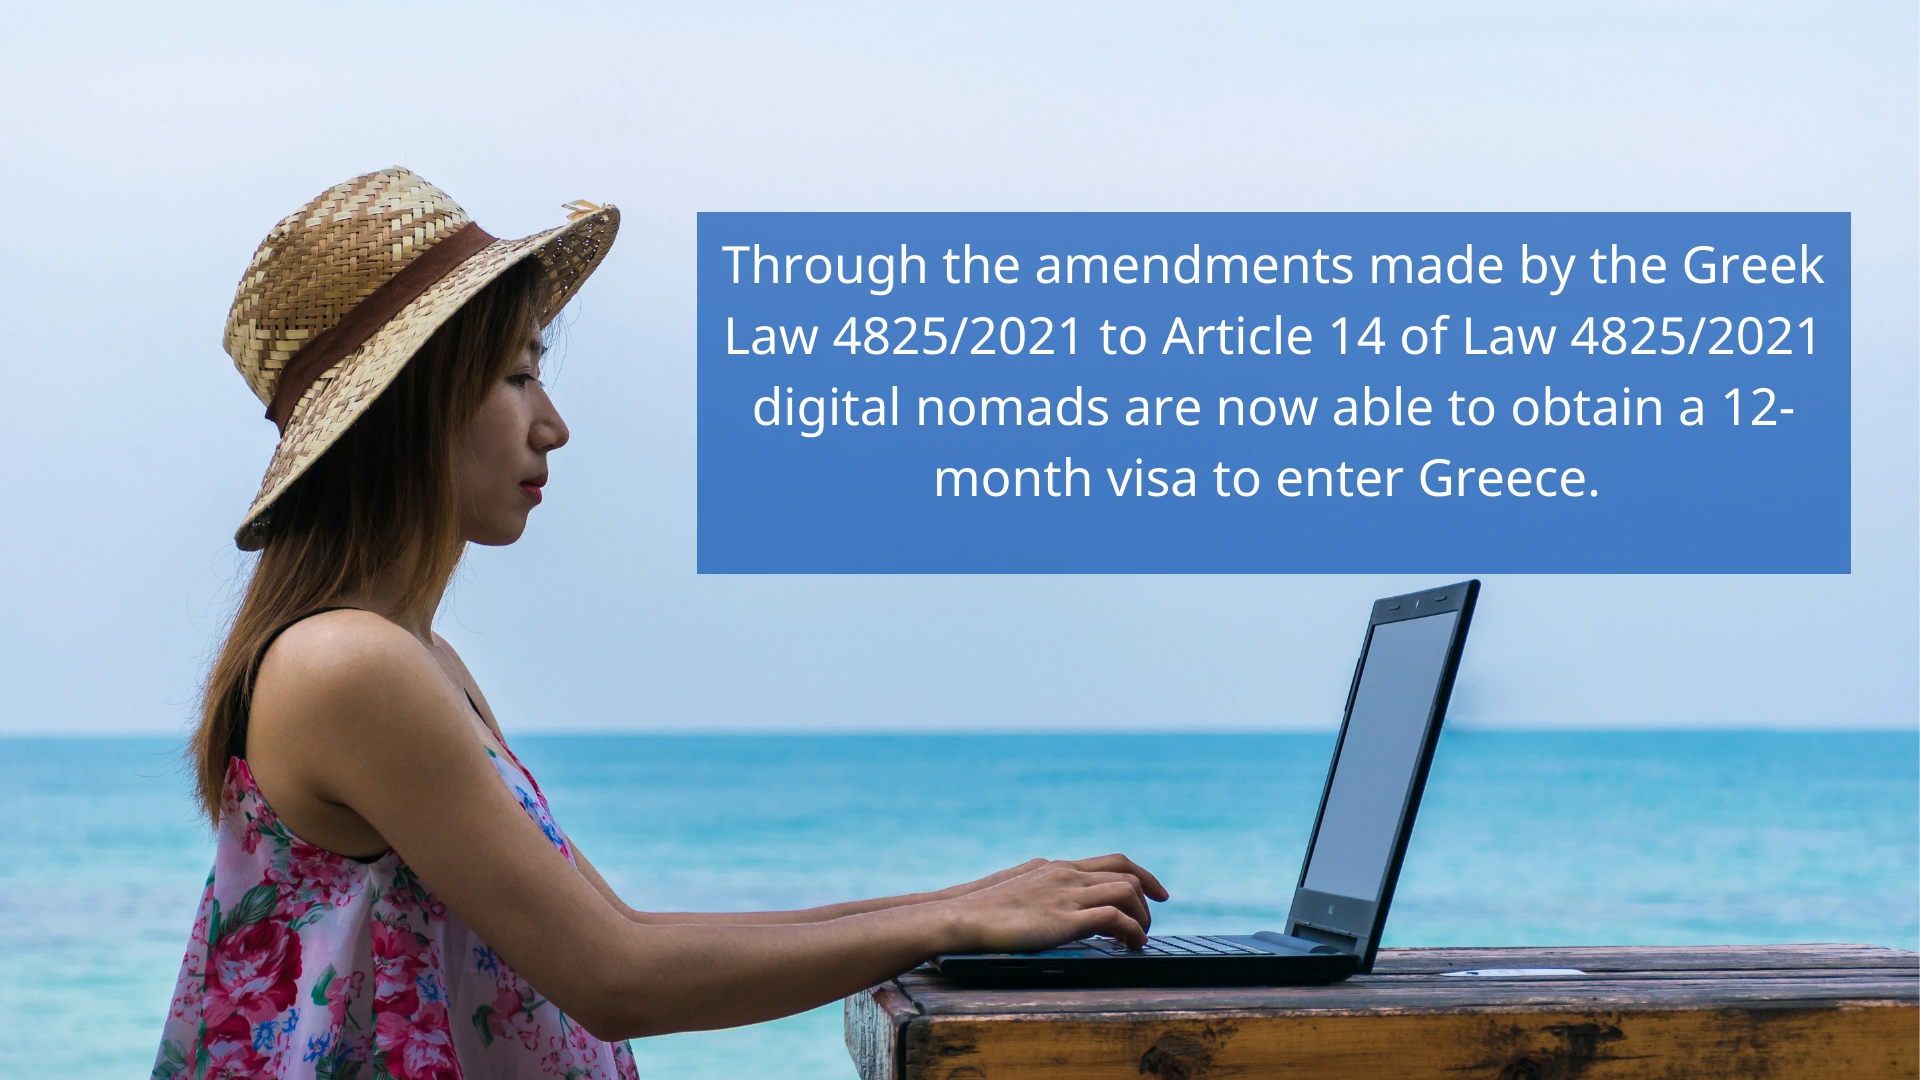 Through the amendments made by the Greek
Law 4825/2021 to Article 14 of Law 4825/2021
digital nomads are now able to obtain a 12-
month visa to enter Greece.